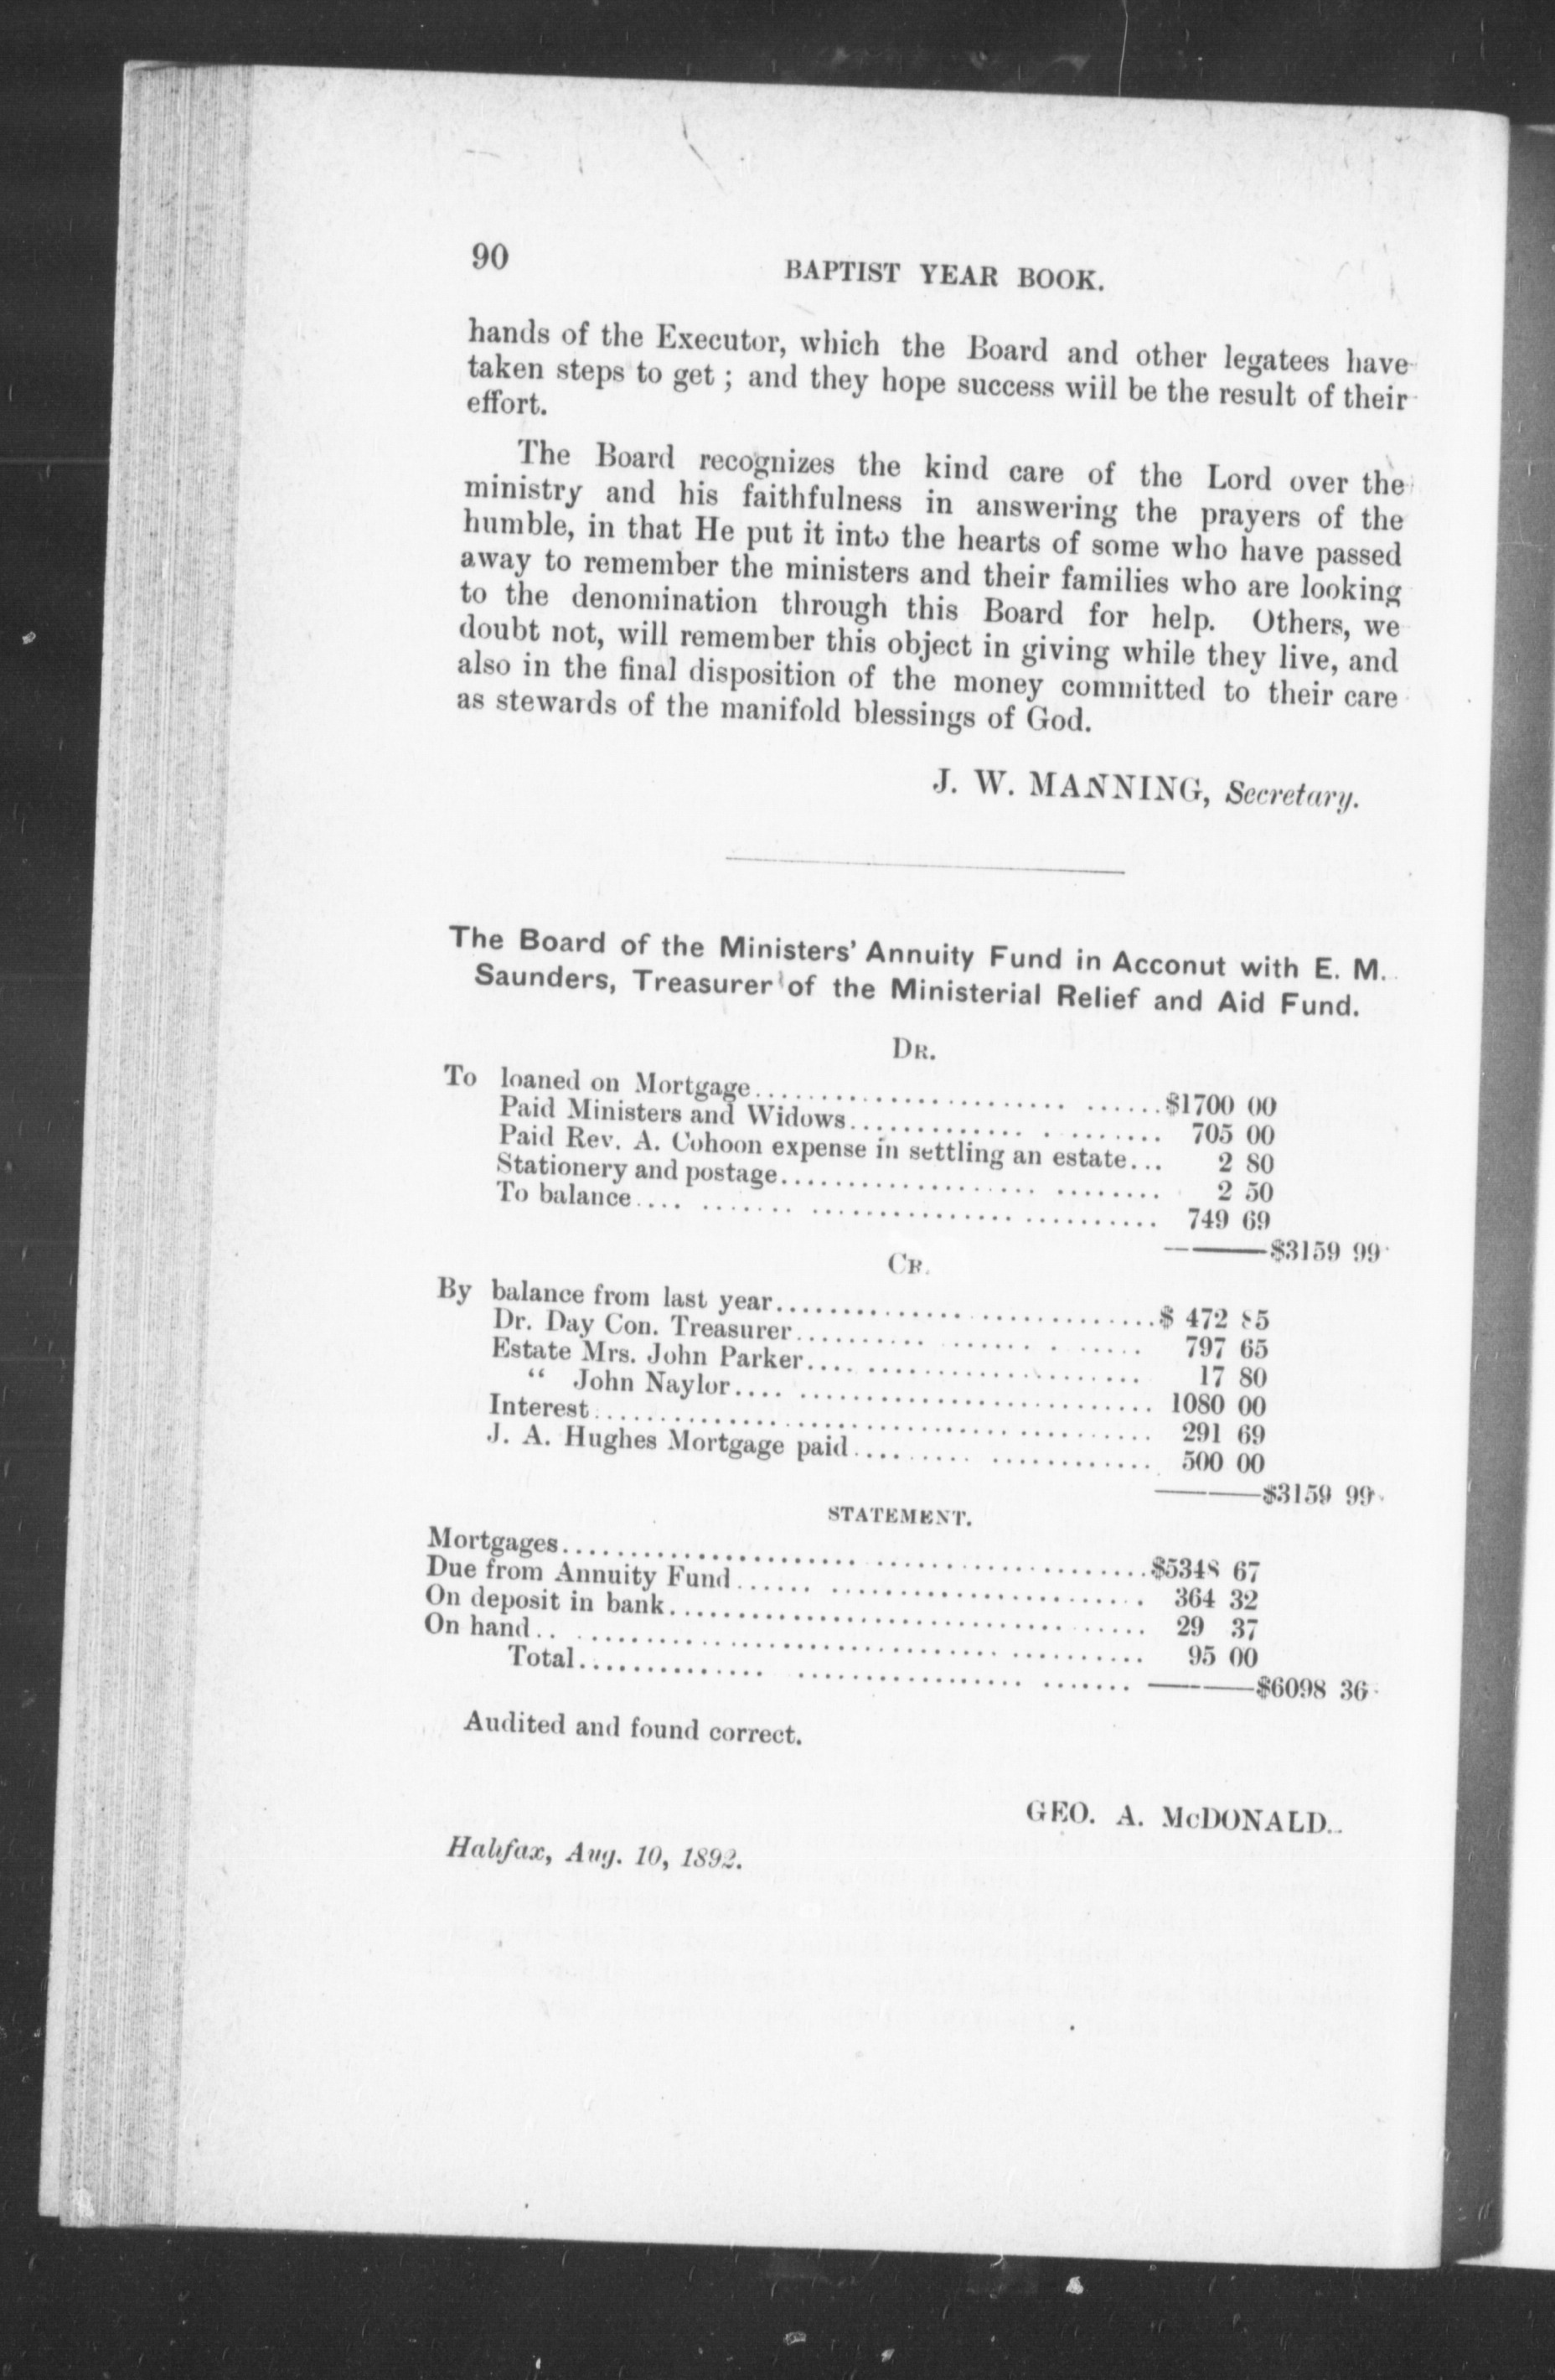 90
BAPTIST YEAR BOOK.
hands of the Executor, which the Board and other legatees have
taken steps to get ; and they hope success will be the result of their
effort.
The Board recognizes the kind care of the Lord over the
ministry and his faithfulness in answering the prayers of the
humble, in that He put it into the hearts of some who have passed
away to remember the ministers and their families who are looking
to the denomination through this Board for help. Others, we
doubt not, will remember this object in giving while they live, and
also in the final disposition of the money committed to their care
as stewards of the manifold blessings of God.
J. W. MANNING, Secretary.
The Board of the Ministers' Annuity Fund in Acconut with E. M.
Saunders, Treasurer of the Ministerial Relief and Aid Fund.
DR.
To loaned on Mortgage..............................$1700 00
Paid Ministers and Widows........................ 705 00
Paid Rev. A. Cohoon expense in settling an estate... 2 80
Stationery and postage............................ 2 50
To balance........................................ 749 69
$3159 99
CR.
By balance from last year..............................$ 472 85
Dr. Day Con. Treasurer........................ 797 65
Estate Mrs. John Parker........................ 17 80
" John Naylor.............................. 1080 00
Interest........................................ 291 69
J. A. Hughes Mortgage paid...................... 500 00
$3159 99
STATEMENT.
Mortgages..........................................$5348 67
Due from Annuity Fund.............................. 364 32
On deposit in bank.................................. 29 37
On hand............................................ 95 00
Total........................................$6098 36
Audited and found correct.
GEO. A. McDONALD.
Halifax, Aug. 10, 1892.